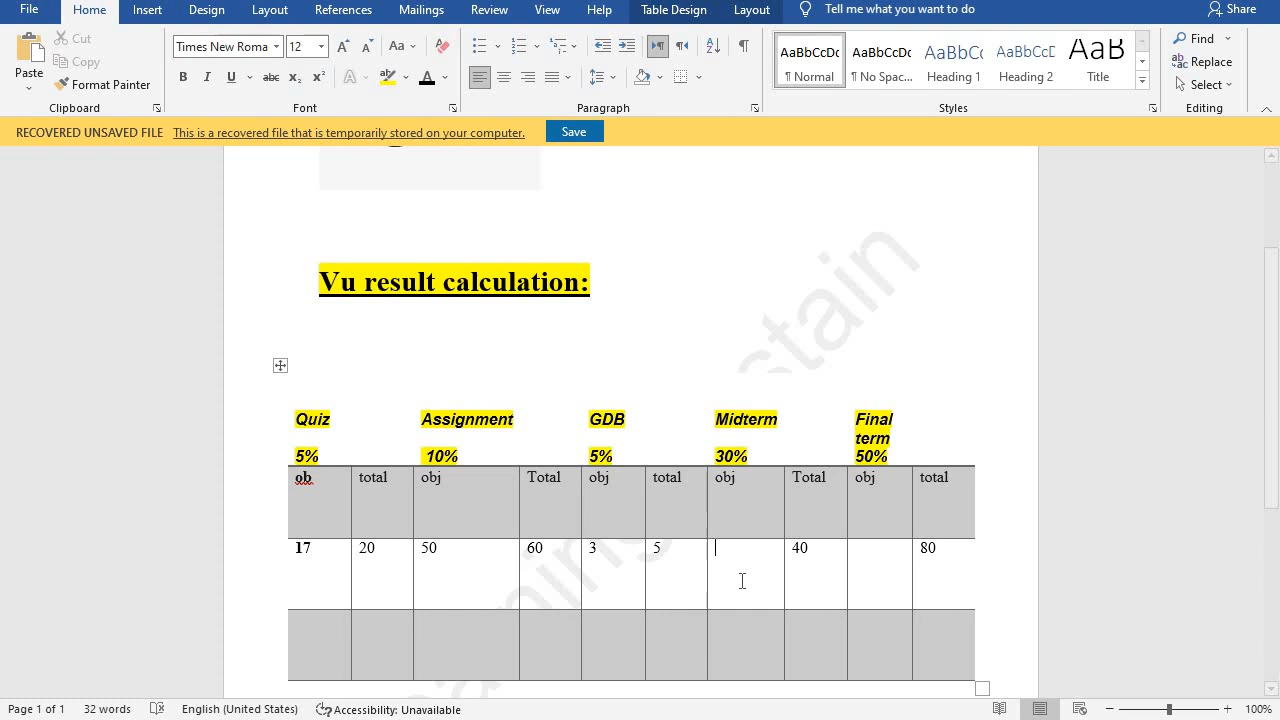 File Home Insert Design Layout References Mailings Review View Help Table Design Layout Tell me what you want to do Share
Paste Cut Copy Format Painter
Times New Roma 12 Aa
B I U abc x₂ x² A A
AaBbCcDc AaBbCcDc AaBbCc AaBbCcD AaB
¶ Normal ¶ No Spac... Heading 1 Heading 2 Title
Find Replace Select
Clipboard Font Paragraph Styles Editing
RECOVERED UNSAVED FILE This is a recovered file that is temporarily stored on your computer. Save
Vu result calculation:
Quiz Assignment GDB Midterm Final
term
5% 10% 5% 30% 50%
ob total obj Total obj total obj Total obj total
17 20 50 60 3 5 40 80
Page 1 of 1 32 words English (United States) Accessibility: Unavailable 100%